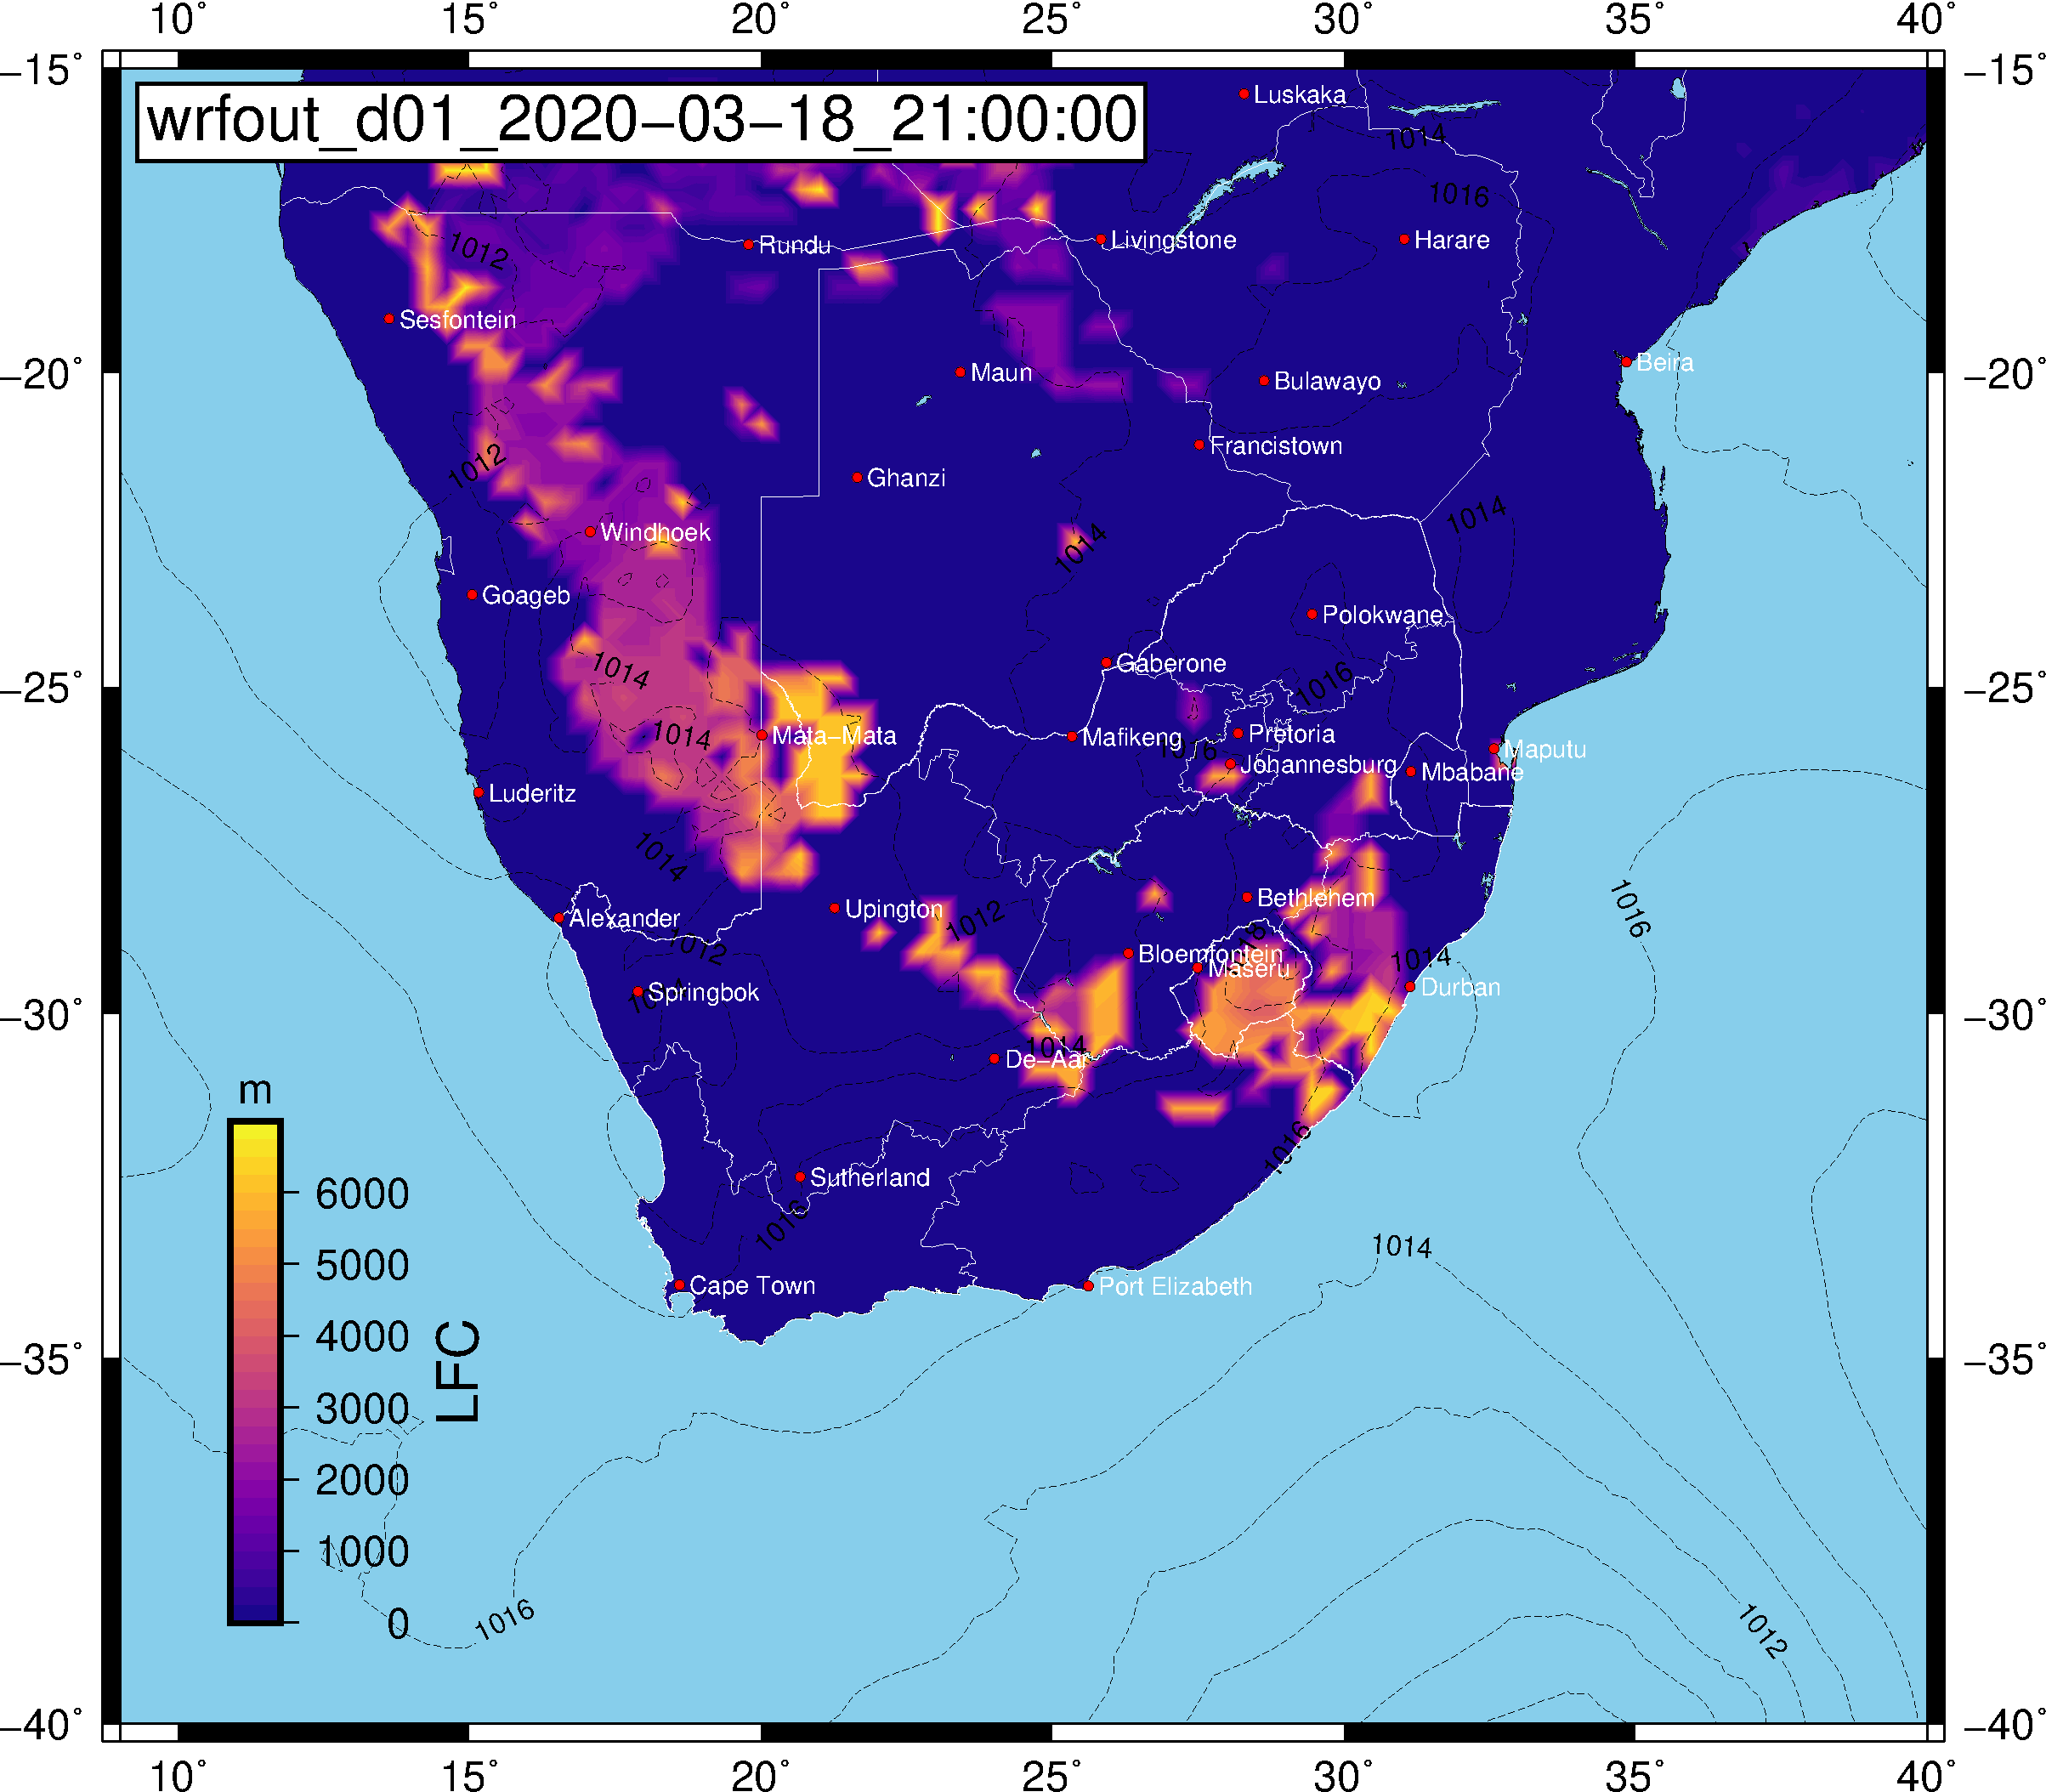 10° 15° 20° 25° 30° 35° 40°
−15° −15°
wrfout_d01_2020−03−18_21:00:00
Luskaka
1014
1016
Rundu
Livingstone
Harare
1012
Sesfontein
Beira
−20° −20°
Maun
Bulawayo
Francistown
1012
Ghanzi
1014
Windhoek
1014
Goageb
Polokwane
Gaberone
1014
1016
−25° −25°
1014
Mata−Mata
Mafikeng
Pretoria
1016
Maputu
Johannesburg
Mbabane
Luderitz
1014
Bethlehem
1016
Upington
Alexander
1012
1012
Bloemfontein
1014
Maseru
Springbok
Durban
−30° −30°
1014
De−Aar
m
1016
Sutherland
6000
1016
1014
5000
Cape Town
Port Elizabeth
4000
LFC
−35° −35°
3000
2000
1000
0
1016
1012
−40° −40°
10° 15° 20° 25° 30° 35° 40°